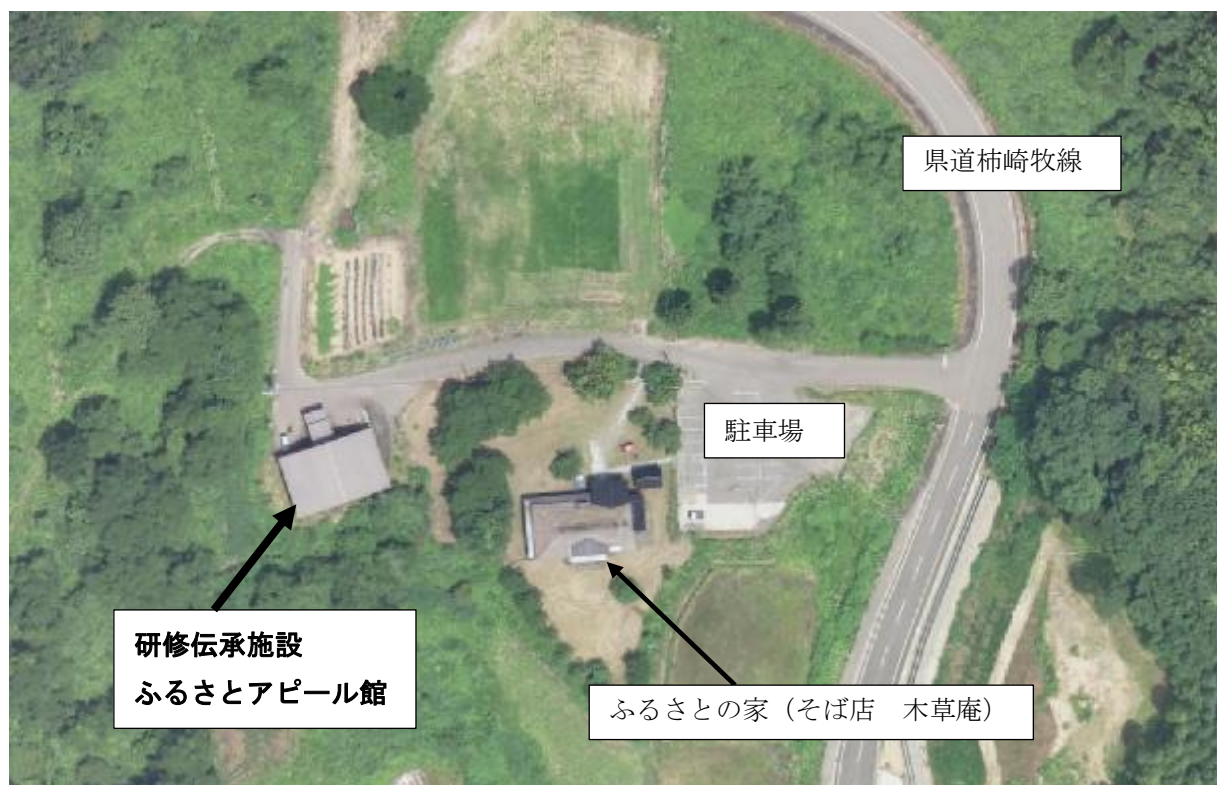 県道柿崎牧線
駐車場
研修伝承施設
ふるさとアピール館
ふるさとの家（そば店　木草庵）